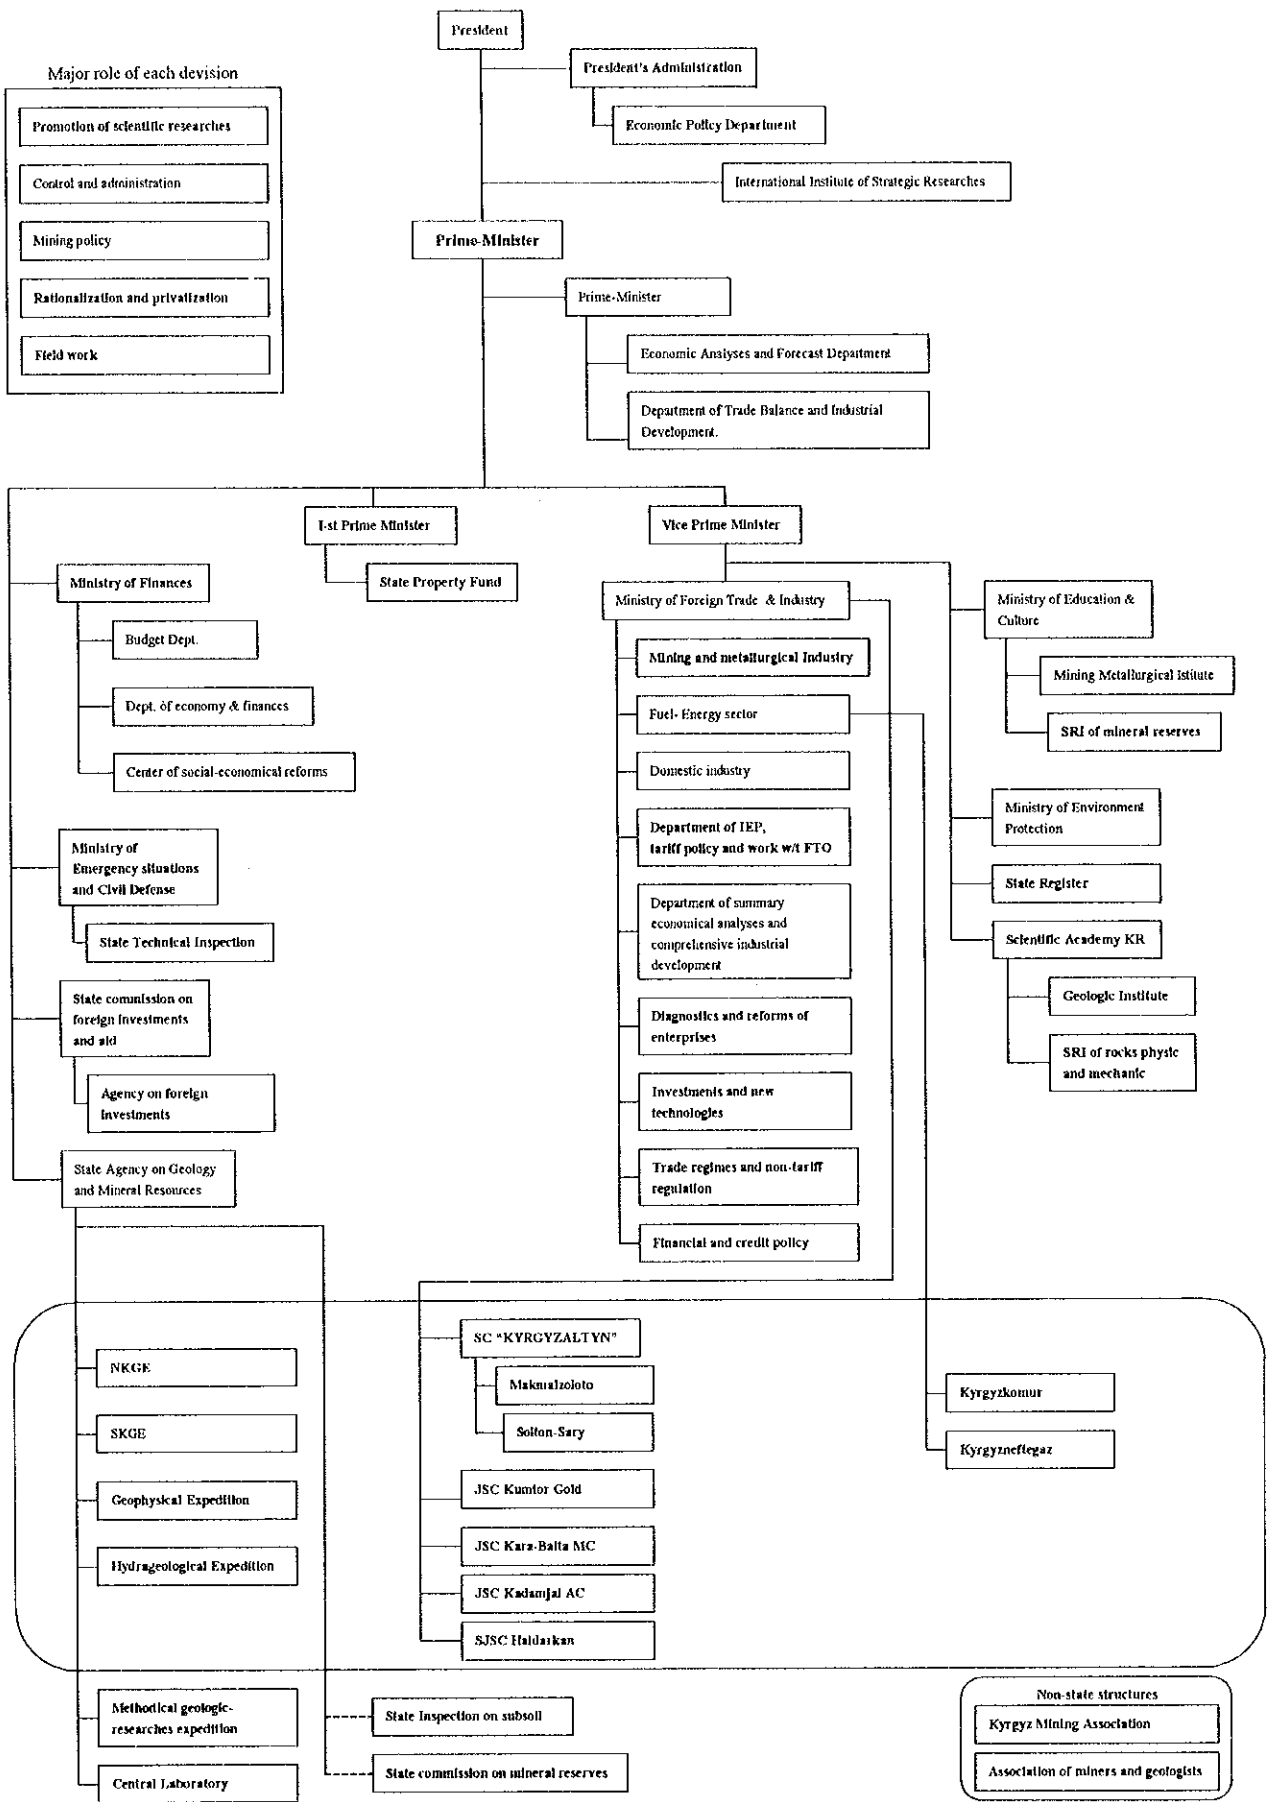 President
President's Administration
Economic Policy Department
International Institute of Strategic Researches
Major role of each devision
Promotion of scientific researches
Control and administration
Mining policy
Rationalization and privatization
Field work
Prime-Minister
Prime-Minister
Economic Analyses and Forecast Department
Department of Trade Balance and Industrial
Development.
I-st Prime Minister
State Property Fund
Vice Prime Minister
Ministry of Finances
Budget Dept.
Dept. of economy & finances
Center of social-economical reforms
Ministry of
Emergency situations
and Civil Defense
State Technical Inspection
State commission on
foreign investments
and aid
Agency on foreign
investments
State Agency on Geology
and Mineral Resources
Ministry of Foreign Trade & Industry
Mining and metallurgical Industry
Fuel- Energy sector
Domestic industry
Department of IEP,
tariff policy and work w/t FTO
Department of summary
economical analyses and
comprehensive industrial
development
Diagnostics and reforms of
enterprises
Investments and new
technologies
Trade regimes and non-tariff
regulation
Financial and credit policy
Ministry of Education &
Culture
Mining Metallurgical Istitute
SRI of mineral reserves
Ministry of Environment
Protection
State Register
Scientific Academy KR
Geologic Institute
SRI of rocks physic
and mechanic
NKGE
SKGE
Geophysical Expedition
Hydrageological Expedition
SC "KYRGYZALTYN"
Makmalzoloto
Solton-Sary
JSC Kumtor Gold
JSC Kara-Balta MC
JSC Kadamjai AC
SJSC Haidarkan
Kyrgyzkomur
Kyrgyzneftegaz
Methodical geologic-
researches expedition
Central Laboratory
State Inspection on subsoil
State commission on mineral reserves
Non-state structures
Kyrgyz Mining Association
Association of miners and geologists